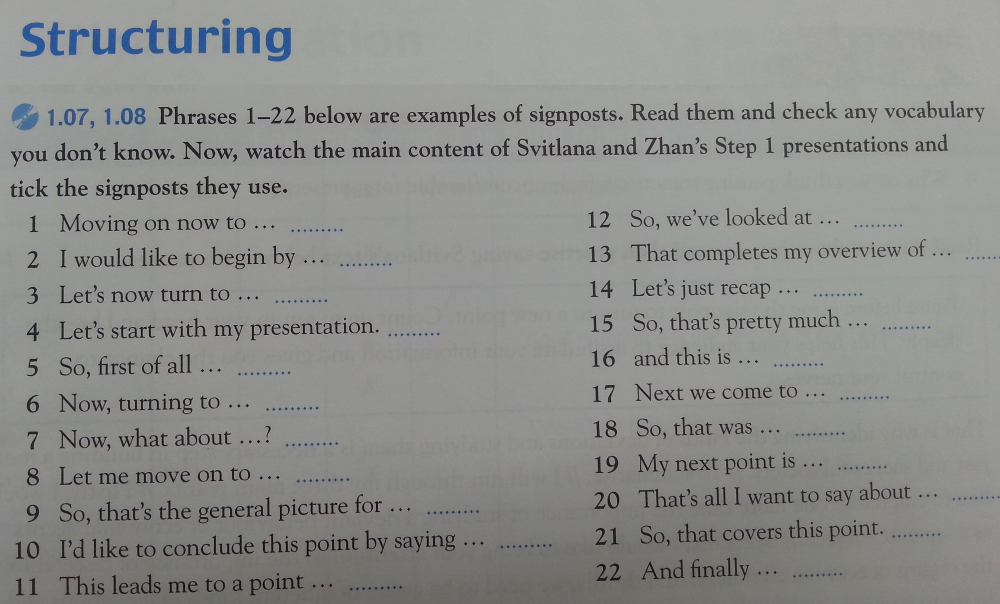 Structuring
1.07, 1.08 Phrases 1–22 below are examples of signposts. Read them and check any vocabulary
you don't know. Now, watch the main content of Svitlana and Zhan's Step 1 presentations and
tick the signposts they use.
1 Moving on now to … .........
2 I would like to begin by … .........
3 Let's now turn to … .........
4 Let's start with my presentation. .........
5 So, first of all … .........
6 Now, turning to … .........
7 Now, what about …? .........
8 Let me move on to … .........
9 So, that's the general picture for … .........
10 I'd like to conclude this point by saying … .........
11 This leads me to a point … .........
12 So, we've looked at … .........
13 That completes my overview of … .......
14 Let's just recap … .........
15 So, that's pretty much … .........
16 and this is … .........
17 Next we come to … .........
18 So, that was … .........
19 My next point is … .........
20 That's all I want to say about … .........
21 So, that covers this point. .........
22 And finally … .........